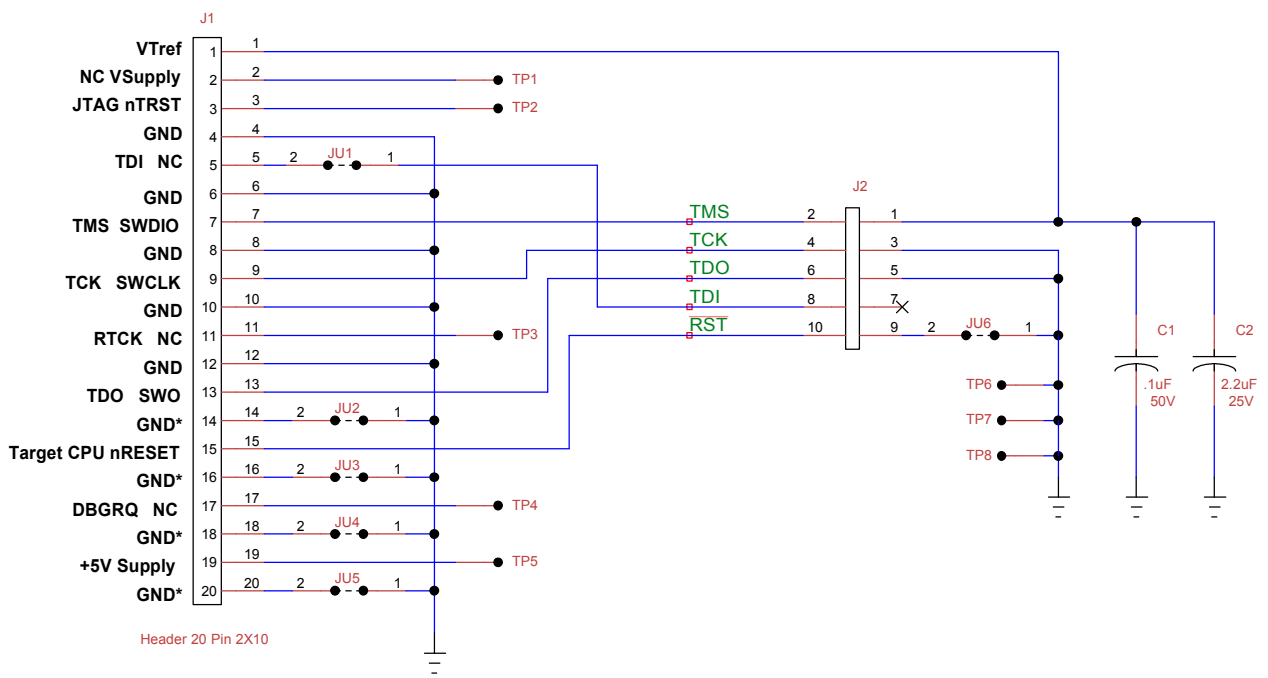 J1
VTref 1 1
NC VSupply 2 2 TP1
JTAG nTRST 3 3 TP2
GND 4 4
TDI NC 5 5 2 JU1 1
GND 6 6
TMS SWDIO 7 7
GND 8 8
TCK SWCLK 9 9
GND 10 10
RTCK NC 11 11 TP3
GND 12 12
TDO SWO 13 13
GND* 14 14 2 JU2 1
Target CPU nRESET 15 15
GND* 16 16 2 JU3 1
DBGRQ NC 17 17 TP4
GND* 18 18 2 JU4 1
+5V Supply 19 19 TP5
GND* 20 20 2 JU5 1
Header 20 Pin 2X10
J2
TMS 2 1
TCK 4 3
TDO 6 5
TDI 8 7
RST 10 9 2 JU6 1
TP6
TP7
TP8
C1
.1uF
50V
C2
2.2uF
25V